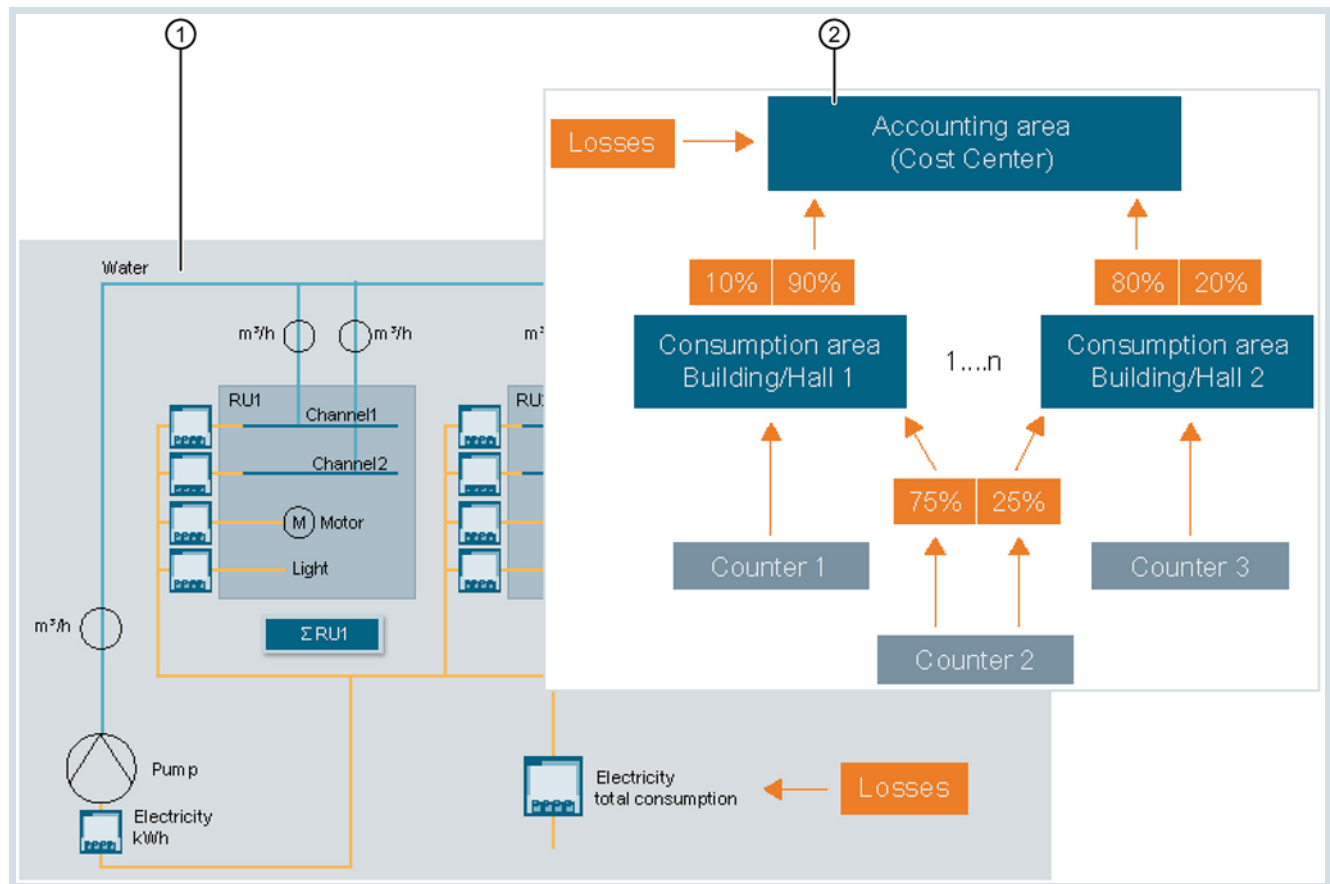 1
2
Accounting area
(Cost Center)
Losses
Water
10%
90%
80%
20%
m³/h
m³/h
Consumption area
Building/Hall 1
1....n
Consumption area
Building/Hall 2
RU1
Channel1
Channel2
M
Motor
Light
75%
25%
Counter 1
Counter 3
Counter 2
m³/h
ΣRU1
Pump
Electricity
kWh
Electricity
total consumption
Losses